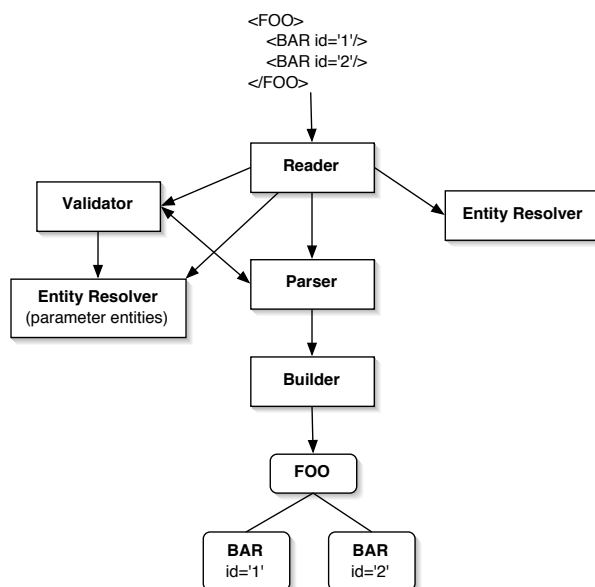 <FOO>
<BAR id='1'/>
<BAR id='2'/>
</FOO>
Reader
Validator
Entity Resolver
Entity Resolver
(parameter entities)
Parser
Builder
FOO
BAR
id='1'
BAR
id='2'